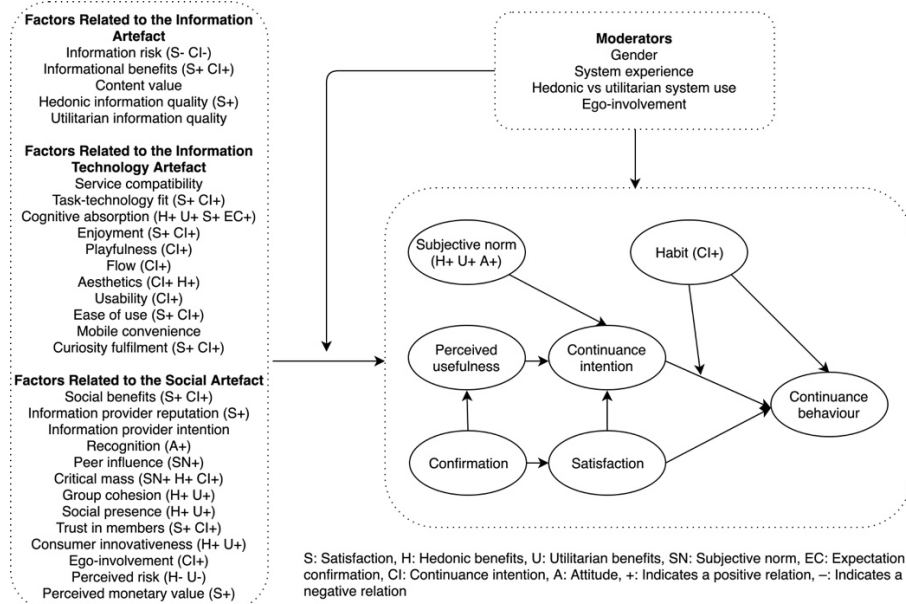 Factors Related to the Information
Artefact
Information risk (S- CI-)
Informational benefits (S+ CI+)
Content value
Hedonic information quality (S+)
Utilitarian information quality
Factors Related to the Information
Technology Artefact
Service compatibility
Task-technology fit (S+ CI+)
Cognitive absorption (H+ U+ S+ EC+)
Enjoyment (S+ CI+)
Playfulness (CI+)
Flow (CI+)
Aesthetics (CI+ H+)
Usability (CI+)
Ease of use (S+ CI+)
Mobile convenience
Curiosity fulfilment (S+ CI+)
Factors Related to the Social Artefact
Social benefits (S+ CI+)
Information provider reputation (S+)
Information provider intention
Recognition (A+)
Peer influence (SN+)
Critical mass (SN+ H+ CI+)
Group cohesion (H+ U+)
Social presence (H+ U+)
Trust in members (S+ CI+)
Consumer innovativeness (H+ U+)
Ego-involvement (CI+)
Perceived risk (H- U-)
Perceived monetary value (S+)
Moderators
Gender
System experience
Hedonic vs utilitarian system use
Ego-involvement
Subjective norm
(H+ U+ A+)
Habit (CI+)
Perceived
usefulness
Continuance
intention
Continuance
behaviour
Confirmation
Satisfaction
S: Satisfaction, H: Hedonic benefits, U: Utilitarian benefits, SN: Subjective norm, EC: Expectation
confirmation, CI: Continuance intention, A: Attitude, +: Indicates a positive relation, –: Indicates a
negative relation